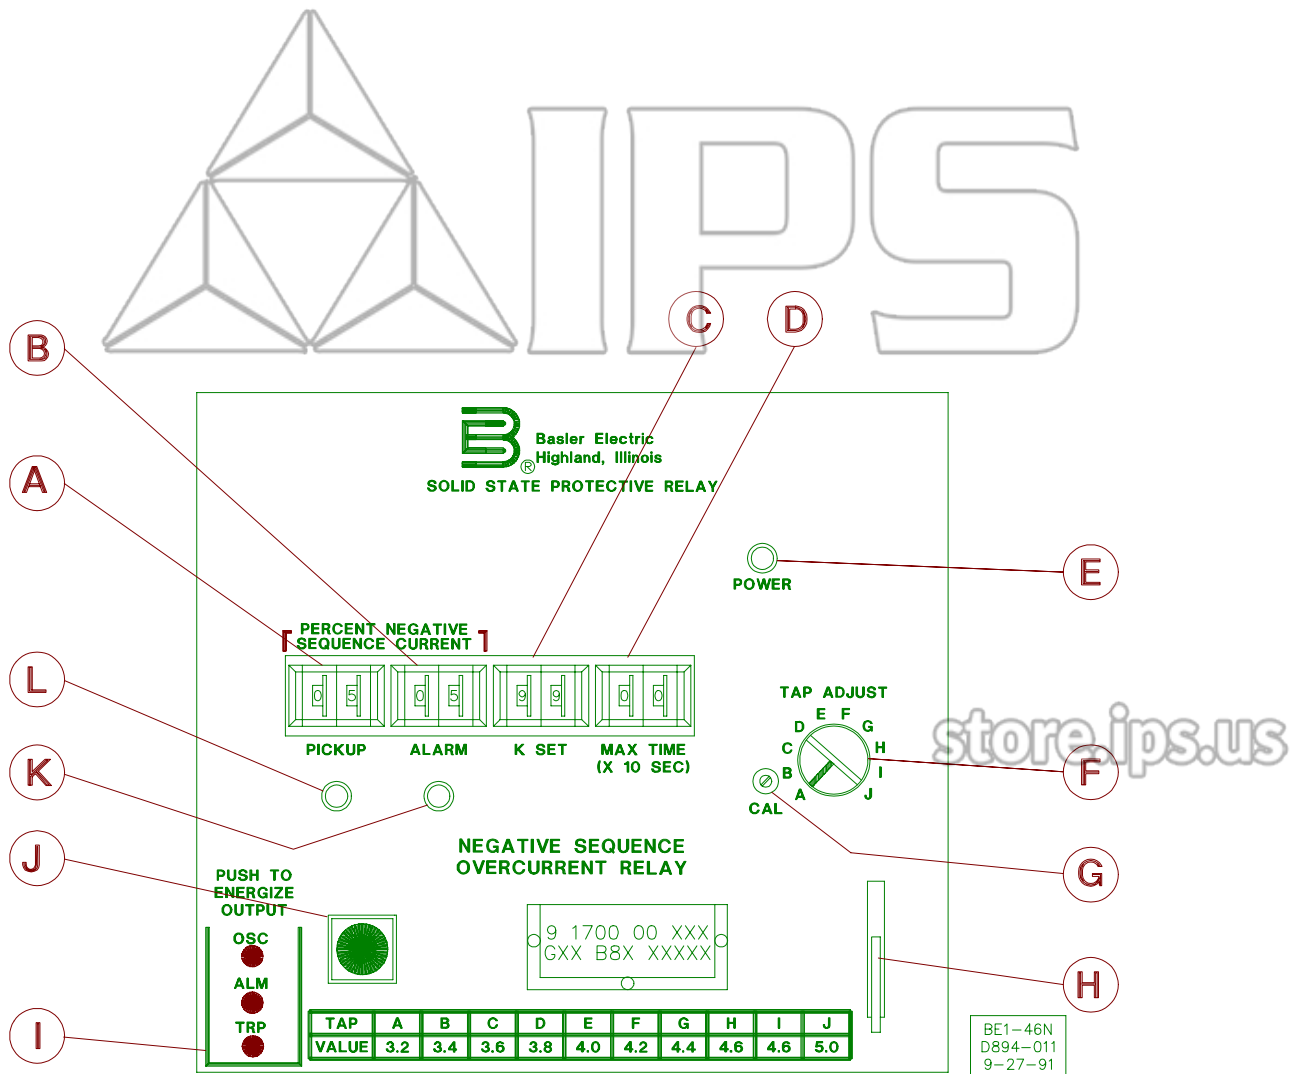 IPS
C
D
B
Basler Electric
Highland, Illinois
®
A
SOLID STATE PROTECTIVE RELAY
E
POWER
PERCENT NEGATIVE
SEQUENCE CURRENT
L
0 5
0 5
9 9
0 0
TAP ADJUST
A B C D E F G H I J
PICKUP
ALARM
K SET
MAX TIME
(X 10 SEC)
store.ips.us
F
K
CAL
J
NEGATIVE SEQUENCE
OVERCURRENT RELAY
G
PUSH TO
ENERGIZE
OUTPUT
OSC
ALM
TRP
9 1700 00 XXX
GXX B8X XXXXX
H
I
TAP A B C D E F G H I J
VALUE 3.2 3.4 3.6 3.8 4.0 4.2 4.4 4.6 4.6 5.0
BE1-46N
D894-011
9-27-91